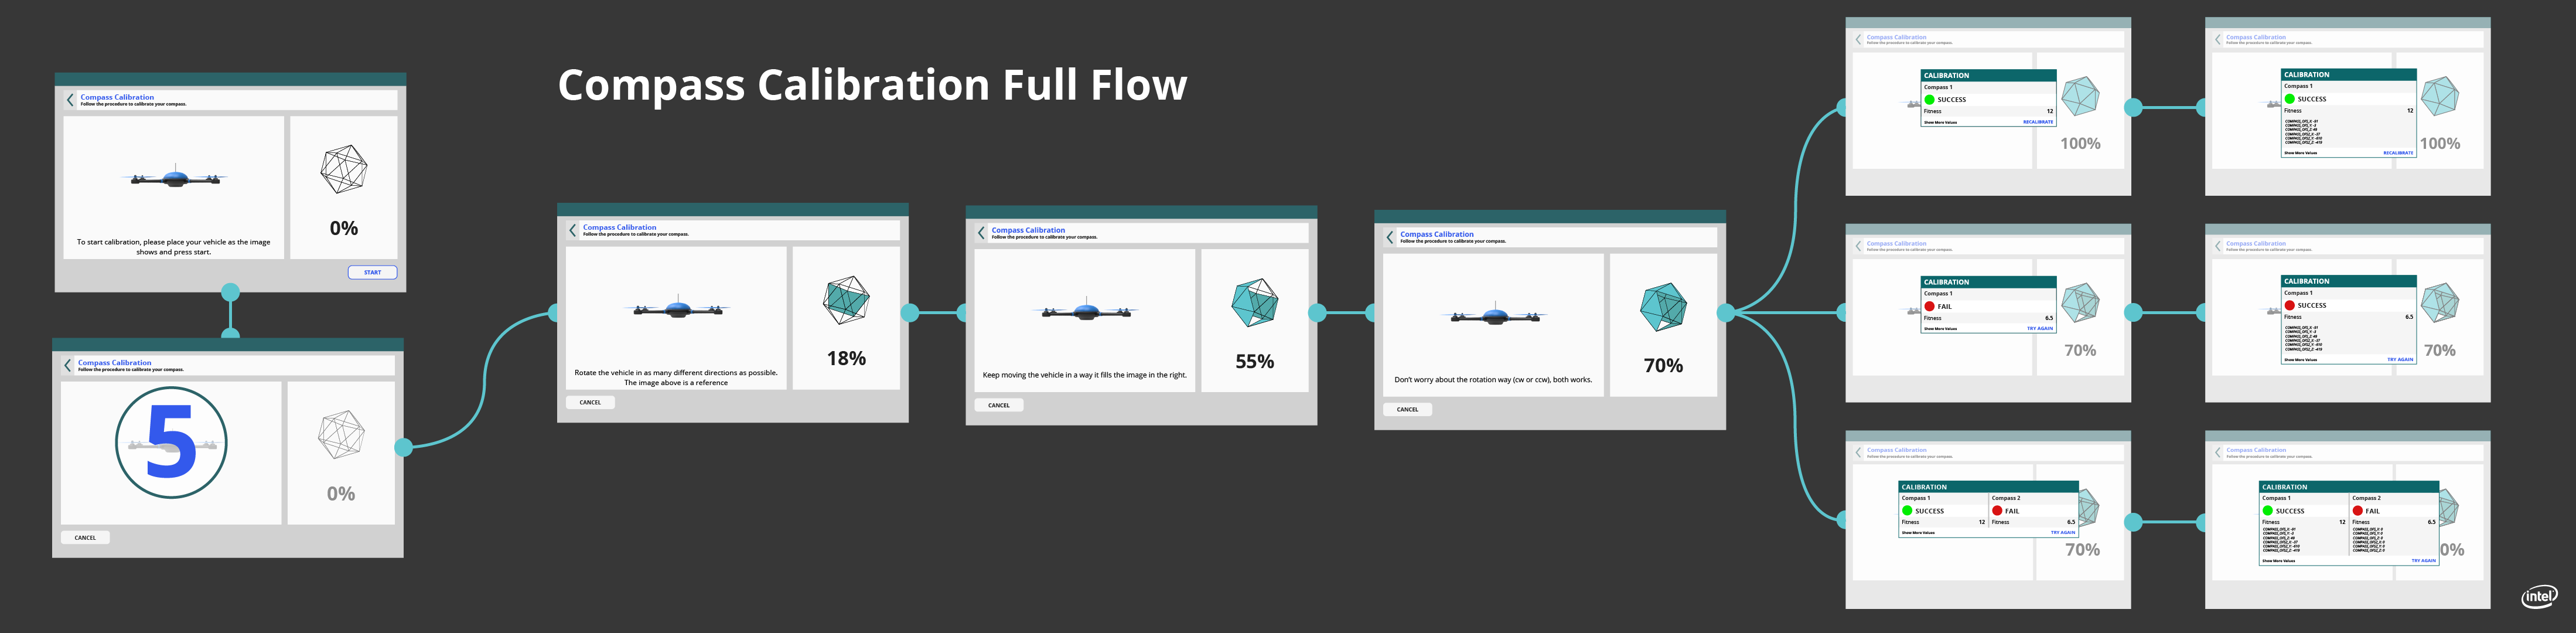 Compass Calibration Full Flow
Compass Calibration
Follow the procedure to calibrate your compass.
0%
To start calibration, please place your vehicle as the image
shows and press start.
START
Compass Calibration
Follow the procedure to calibrate your compass.
5
0%
CANCEL
Compass Calibration
Follow the procedure to calibrate your compass.
18%
Rotate the vehicle in as many different directions as possible.
The image above is a reference
CANCEL
Compass Calibration
Follow the procedure to calibrate your compass.
55%
Keep moving the vehicle in a way it fills the image in the right.
CANCEL
Compass Calibration
Follow the procedure to calibrate your compass.
70%
Don't worry about the rotation way (cw or ccw), both works.
CANCEL
Compass Calibration
Follow the procedure to calibrate your compass.
CALIBRATION
Compass 1
SUCCESS
Fitness 12
Show More Values RECALIBRATE
100%
Compass Calibration
Follow the procedure to calibrate your compass.
CALIBRATION
Compass 1
SUCCESS
Fitness 12
Show More Values RECALIBRATE
100%
Compass Calibration
Follow the procedure to calibrate your compass.
CALIBRATION
Compass 1
FAIL
Fitness 6.5
Show More Values TRY AGAIN
70%
Compass Calibration
Follow the procedure to calibrate your compass.
CALIBRATION
Compass 1
SUCCESS
Fitness 6.5
Show More Values TRY AGAIN
70%
Compass Calibration
Follow the procedure to calibrate your compass.
CALIBRATION
Compass 1 Compass 2
SUCCESS FAIL
Fitness 12 Fitness 6.5
Show More Values TRY AGAIN
70%
Compass Calibration
Follow the procedure to calibrate your compass.
CALIBRATION
Compass 1 Compass 2
SUCCESS FAIL
Fitness 12 Fitness 6.5
Show More Values TRY AGAIN
0%
intel